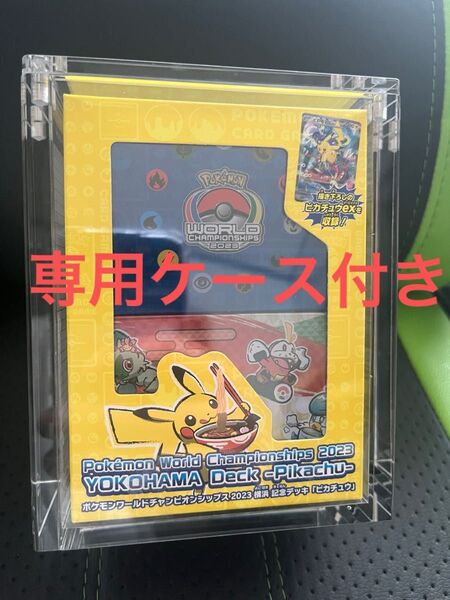 POKÉMON
CARD GA
描き下ろしの
ピカチュウexを
収録！
Pokémon
WORLD
CHAMPIONSHIPS
2023
専用ケース付き
Pokémon World Championships 2023
YOKOHAMA Deck -Pikachu-
ポケモンワールドチャンピオンシップス2023 横浜 記念デッキ「ピカチュウ」